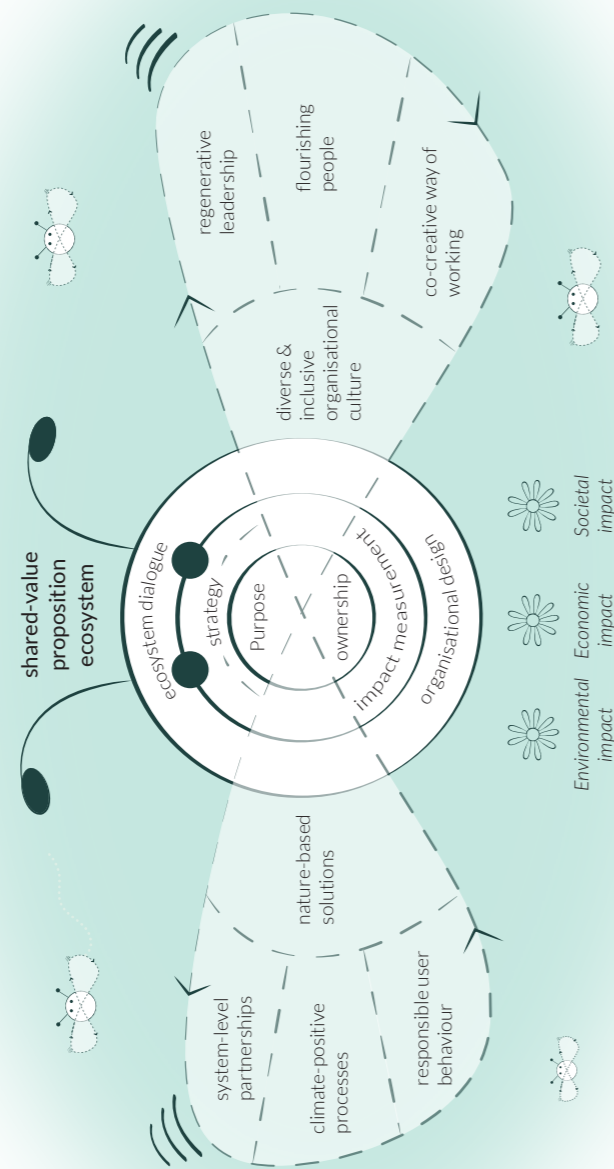 shared-value
proposition
ecosystem
ecosystem dialogue
strategy
Purpose
ownership
impact measurement
organisational design
system-level
partnerships
climate-positive
processes
responsible user
behaviour
nature-based
solutions
diverse &
inclusive
organisational
culture
regenerative
leadership
flourishing
people
co-creative way of
working
Environmental
impact
Economic
impact
Societal
impact